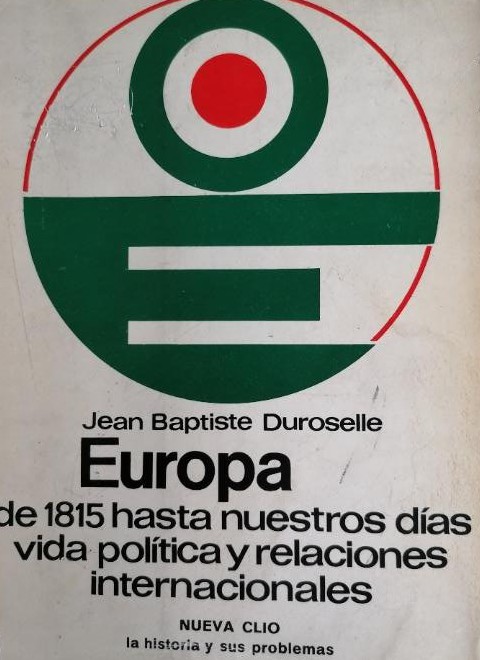 Jean Baptiste Duroselle
Europa
de 1815 hasta nuestros días
vida política y relaciones
internacionales
NUEVA CLIO
la historia y sus problemas